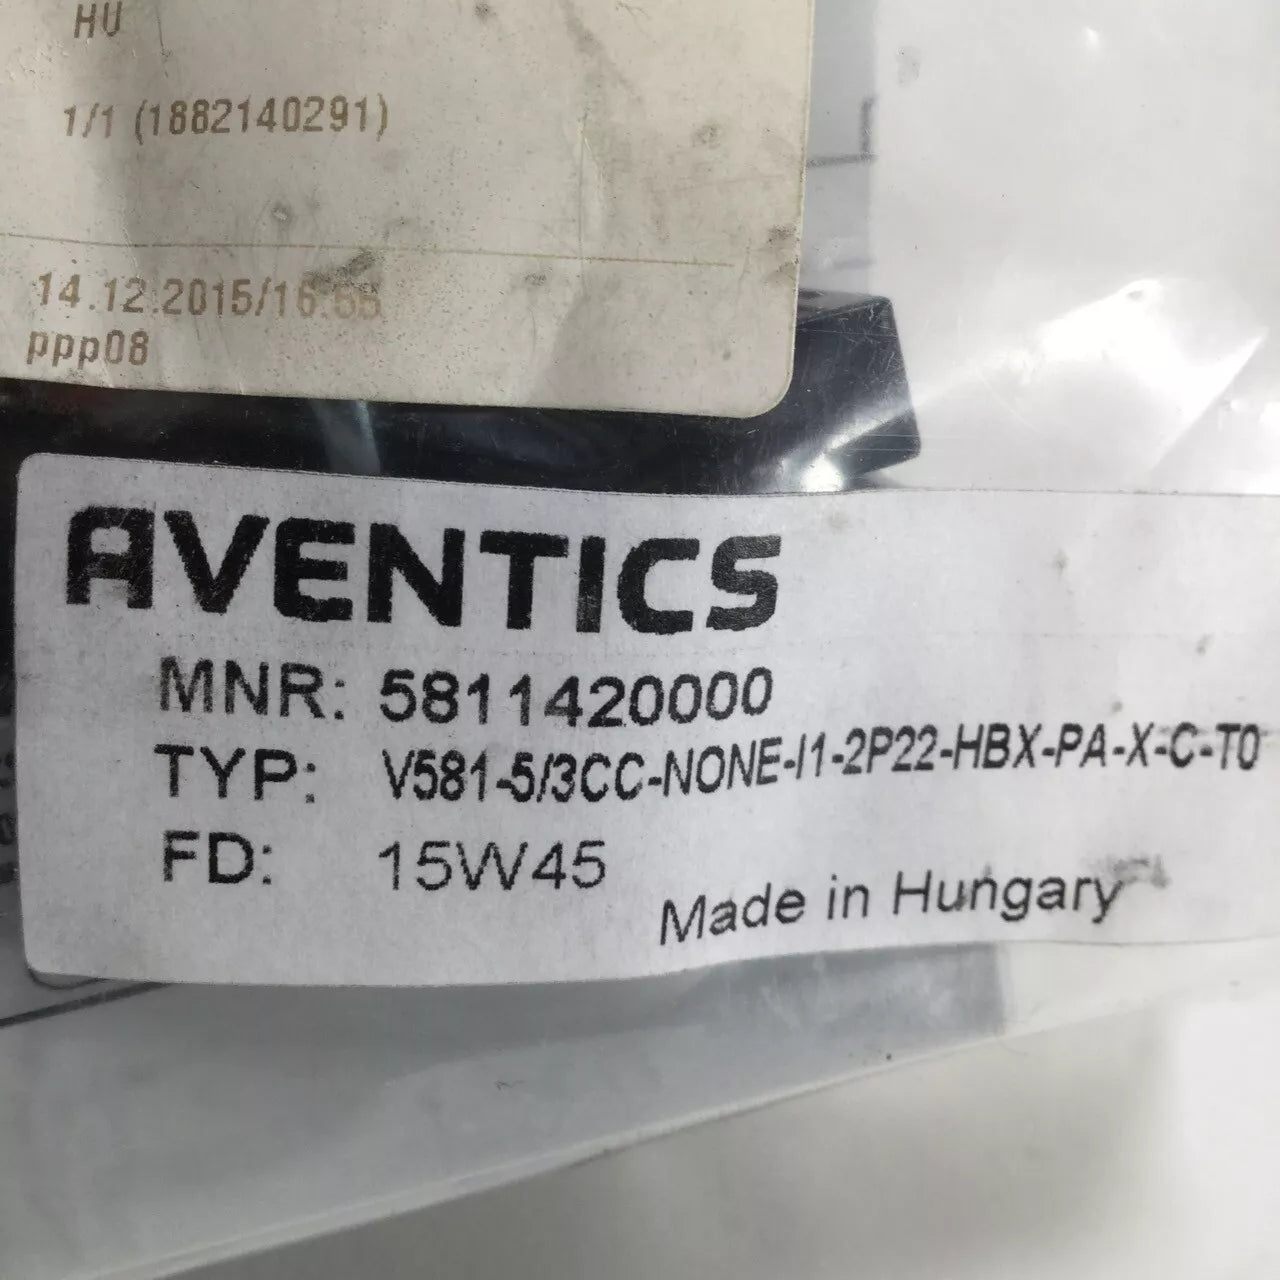 HU
1/1 (1882140291)
14.12.2015/16
ppp08
AVENTICS
MNR: 5811420000
TYP: V581-5/3CC-NONE-I1-2P22-HBX-PA-X-C-T0
FD: 15W45
Made in Hungary